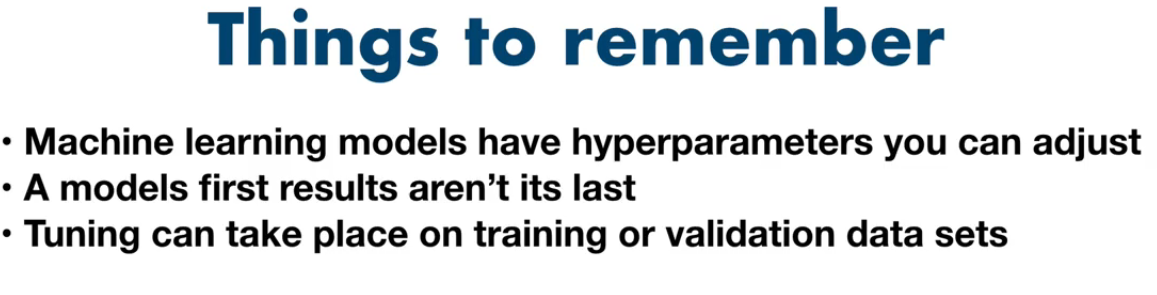 Things to remember
• Machine learning models have hyperparameters you can adjust
• A models first results aren’t its last
• Tuning can take place on training or validation data sets